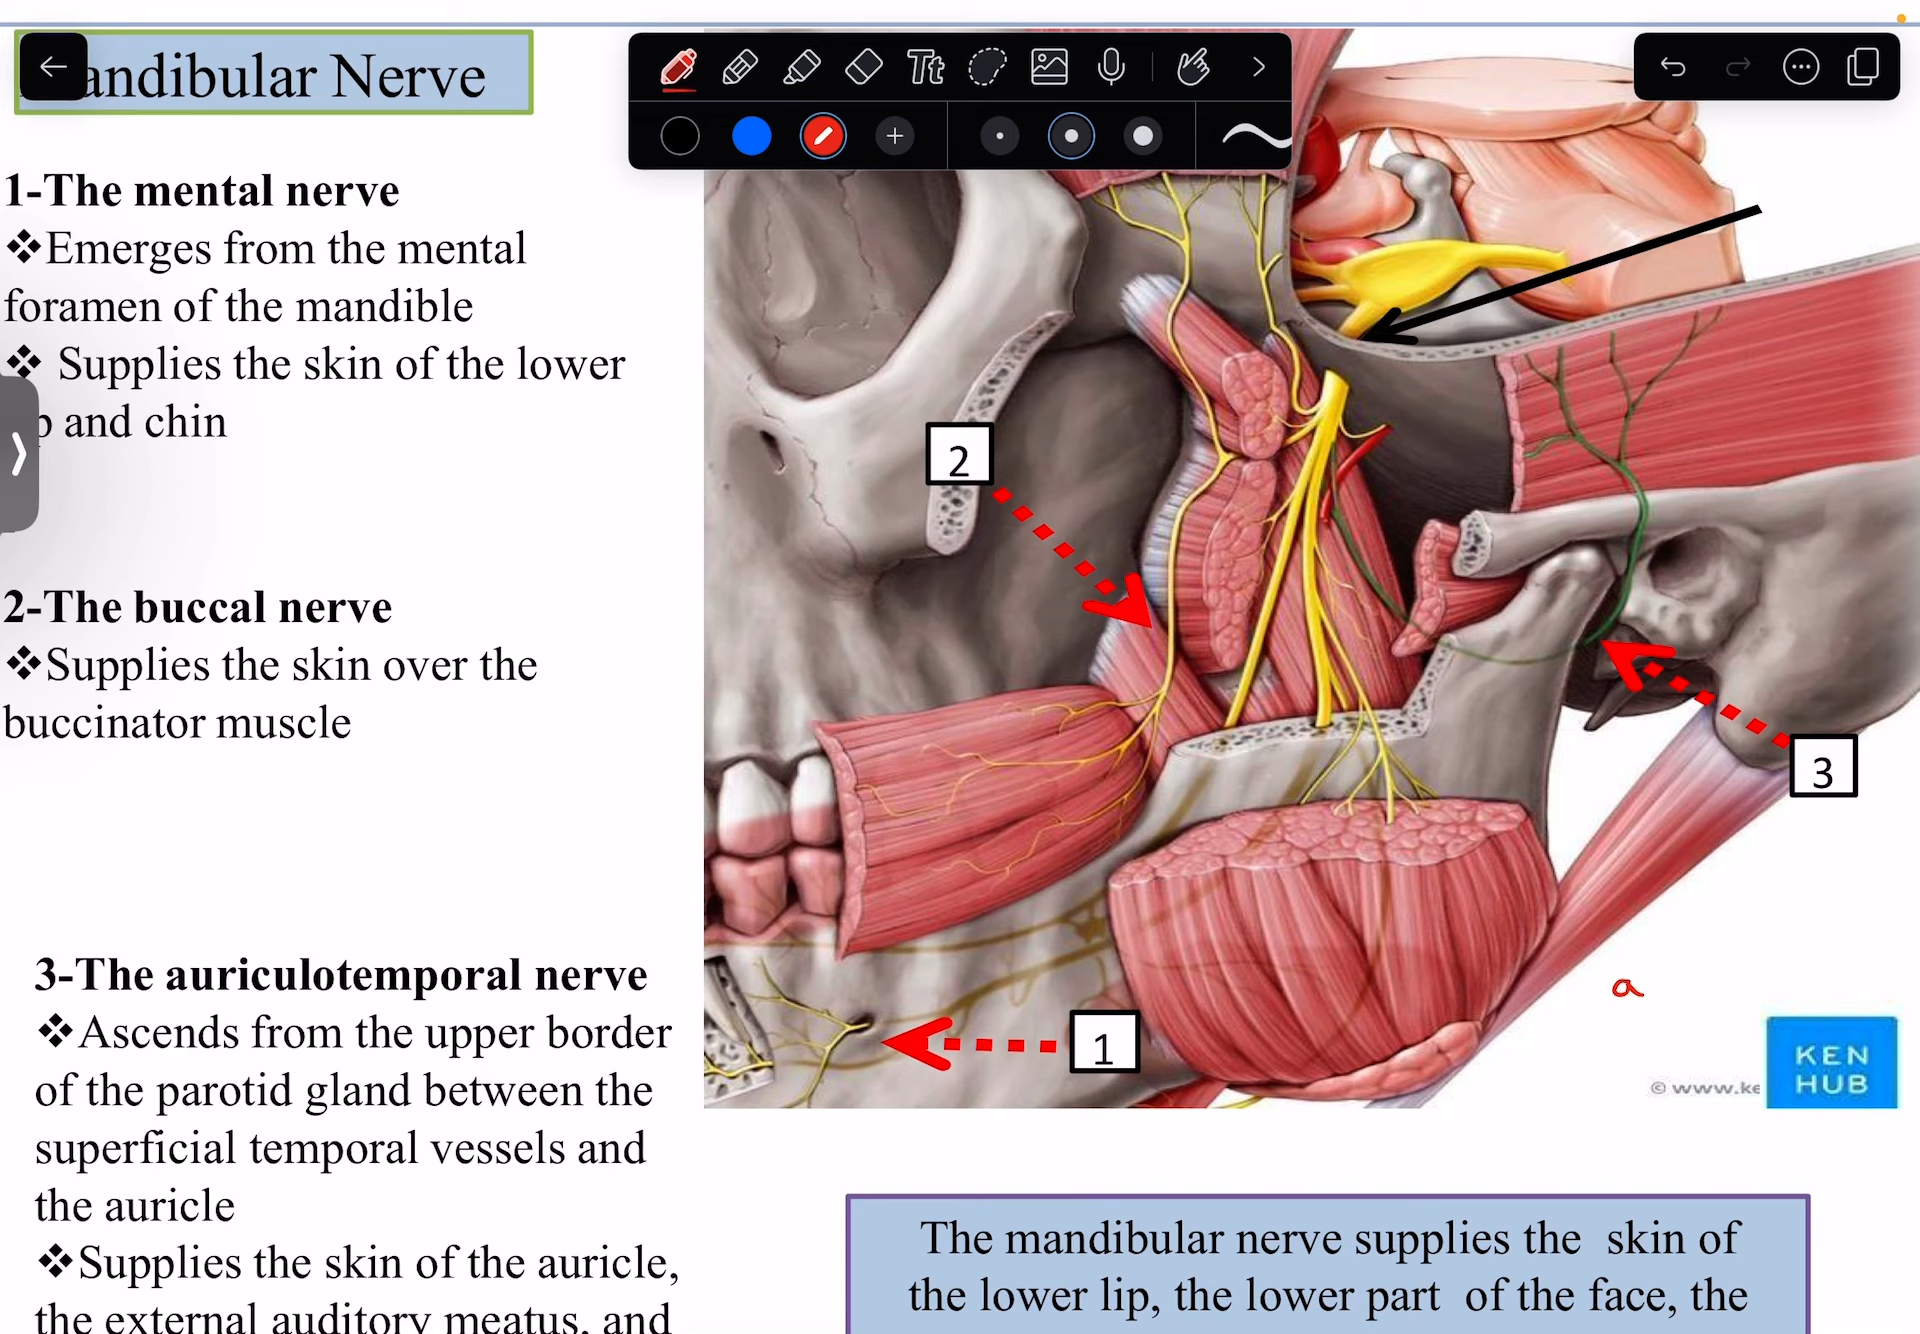 andibular Nerve
1-The mental nerve
❖Emerges from the mental
foramen of the mandible
❖ Supplies the skin of the lower
p and chin
2-The buccal nerve
❖Supplies the skin over the
buccinator muscle
3-The auriculotemporal nerve
❖Ascends from the upper border
of the parotid gland between the
superficial temporal vessels and
the auricle
❖Supplies the skin of the auricle,
the external auditory meatus, and
Tt
2
3
1
a
© www.ke
KEN
HUB
The mandibular nerve supplies the skin of
the lower lip, the lower part of the face, the